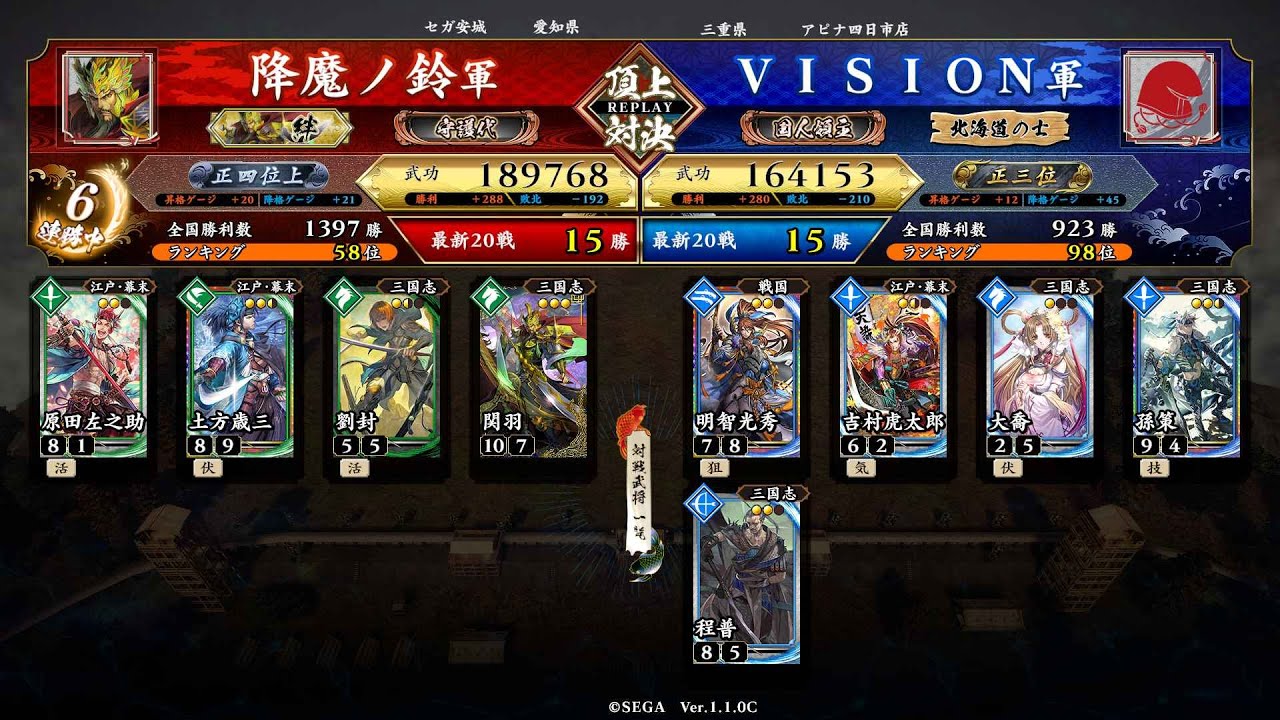 セガ安城 愛知県
三重県 アピナ四日市店
降魔ノ鈴軍
頂上
REPLAY
対決
VISION軍
絆
守護代
国人領主
北海道の士
正四位上
武功 189768
武功 164153
正三位
昇格ゲージ +20 降格ゲージ +21
勝利 +288 敗北 -192
勝利 +280 敗北 -210
昇格ゲージ +12 降格ゲージ +45
6
連勝中
全国勝利数 1397 勝
ランキング 58位
最新20戦 15 勝
最新20戦 15 勝
全国勝利数 923 勝
ランキング 98位
江戸・幕末
原田左之助
8 1
活
江戸・幕末
土方歳三
8 9
伏
三国志
劉封
5 5
活
三国志
関羽
10 7
対戦武将一覧
戦国
明智光秀
7 8
狙
江戸・幕末
吉村虎太郎
6 2
気
三国志
大喬
2 5
伏
三国志
孫策
9 4
技
三国志
程普
8 5
©SEGA Ver.1.1.0C